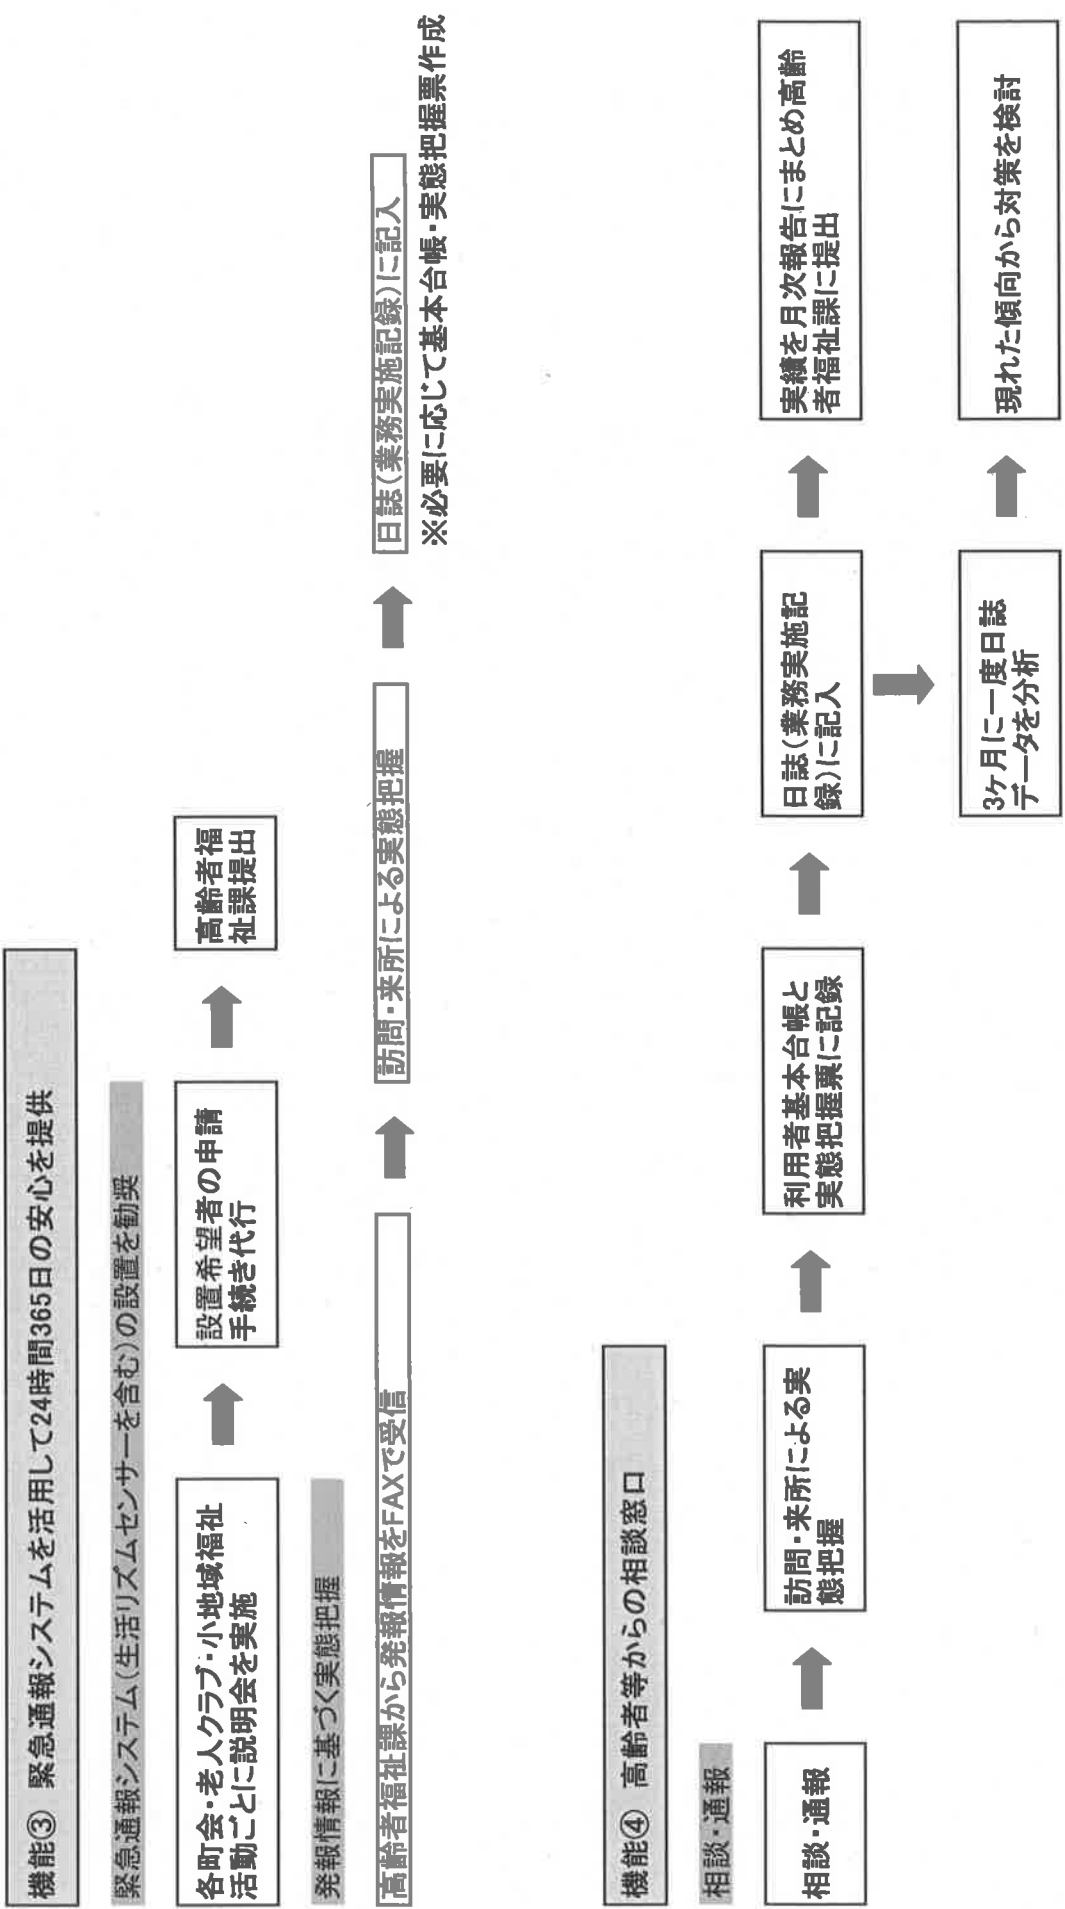 機能③　緊急通報システムを活用して24時間365日の安心を提供
緊急通報システム(生活リズムセンサーを含む)の設置を勧奨
各町会・老人クラブ・小地域福祉
活動ごとに説明会を実施
設置希望者の申請
手続き代行
高齢者福
祉課提出
発報情報に基づく実態把握
高齢者福祉課から発報情報をFAXで受信
訪問・来所による実態把握
日誌(業務実施記録)に記入
※必要に応じて基本台帳・実態把握票作成
機能④　高齢者等からの相談窓口
相談・通報
相談・通報
訪問・来所による実
態把握
利用者基本台帳と
実態把握票に記録
日誌(業務実施記
録)に記入
実績を月次報告にまとめ高齢
者福祉課に提出
3ヶ月に一度日誌
データを分析
現れた傾向から対策を検討